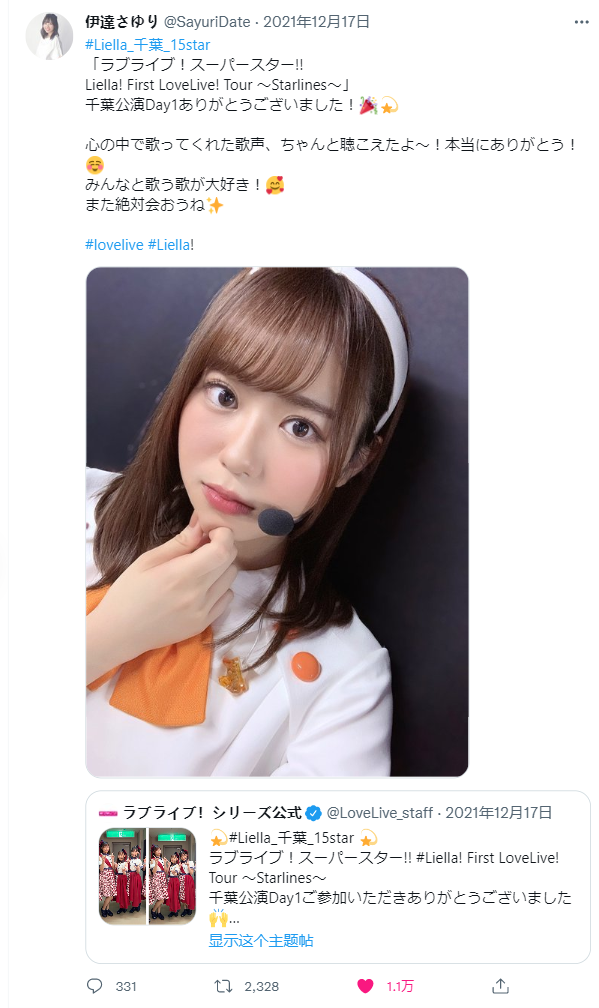 伊達さゆり @SayuriDate · 2021年12月17日
#Liella_千葉_15star
「ラブライブ！スーパースター!!
Liella! First LoveLive! Tour ～Starlines～」
千葉公演Day1ありがとうございました！🎉💫
心の中で歌ってくれた歌声、ちゃんと聴こえたよ～！本当にありがとう！
☺️
みんなと歌う歌が大好き！🥰
また絶対会おうね✨
#lovelive #Liella!
ラブライブ！シリーズ公式 @LoveLive_staff · 2021年12月17日
💫#Liella_千葉_15star 💫
ラブライブ！スーパースター!! #Liella! First LoveLive!
Tour ～Starlines～
千葉公演Day1ご参加いただきありがとうございました
🙌...
显示这个主题帖
331
2,328
1.1万